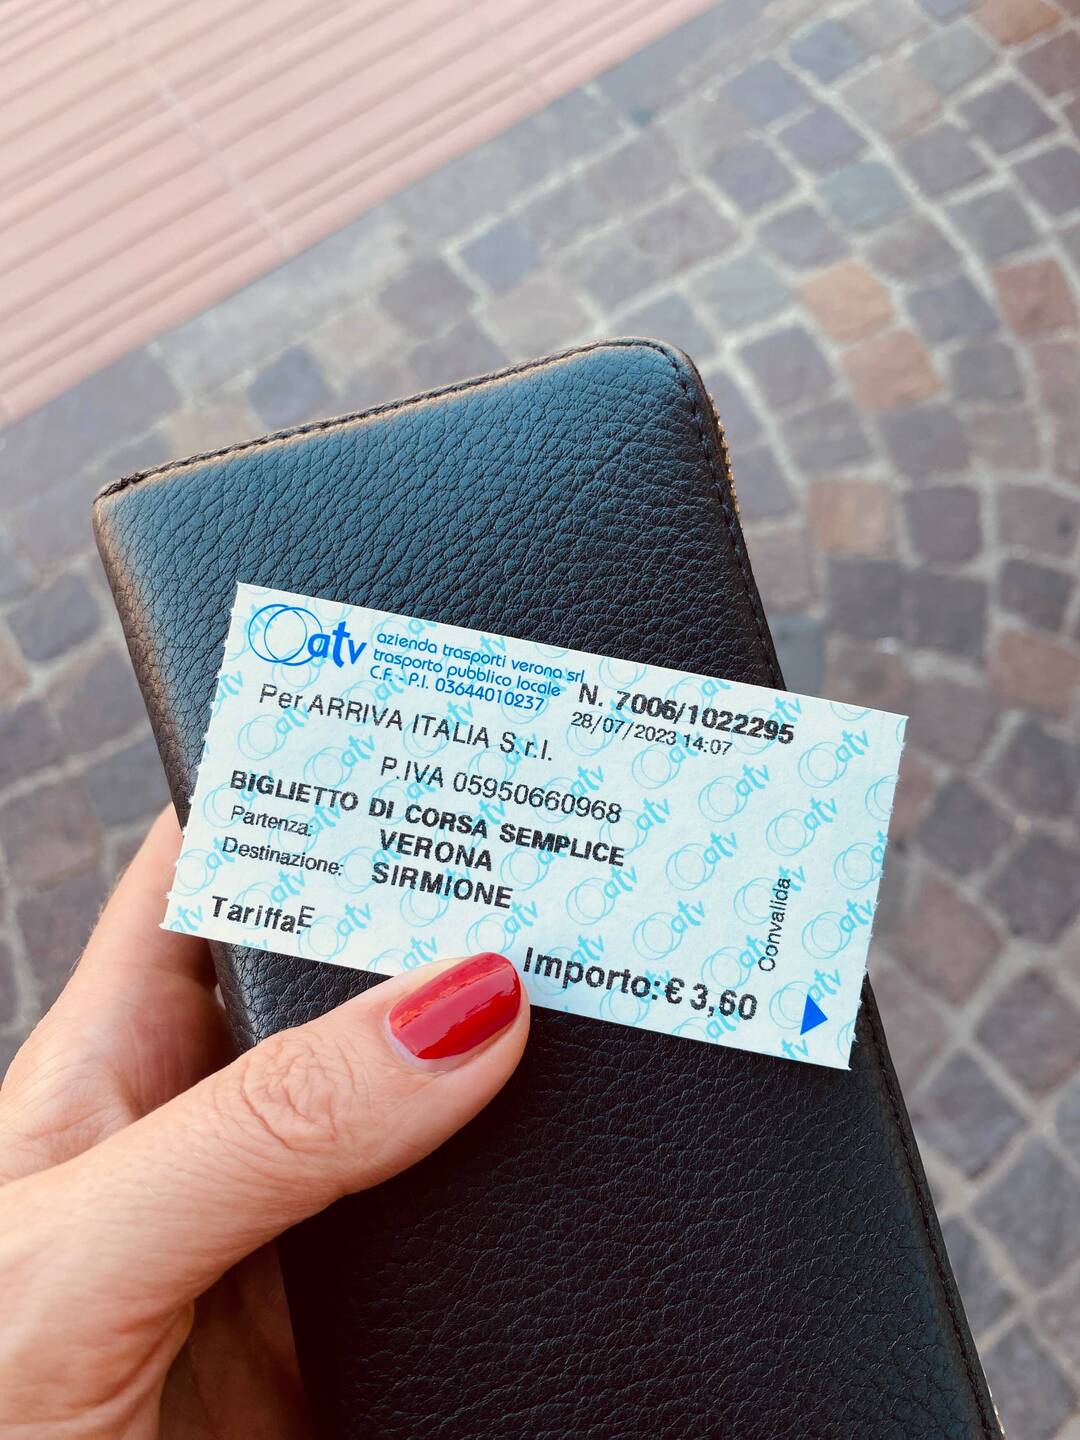 atv
azienda trasporti verona srl
trasporto pubblico locale
C.F. - P.I. 03644010237
N. 7006/1022295
28/07/2023 14:07
Per ARRIVA ITALIA S.r.l.
P.IVA 05950660968
BIGLIETTO DI CORSA SEMPLICE
Partenza: VERONA
Destinazione: SIRMIONE
Tariffa:E
Importo:€ 3,60
Convalida: